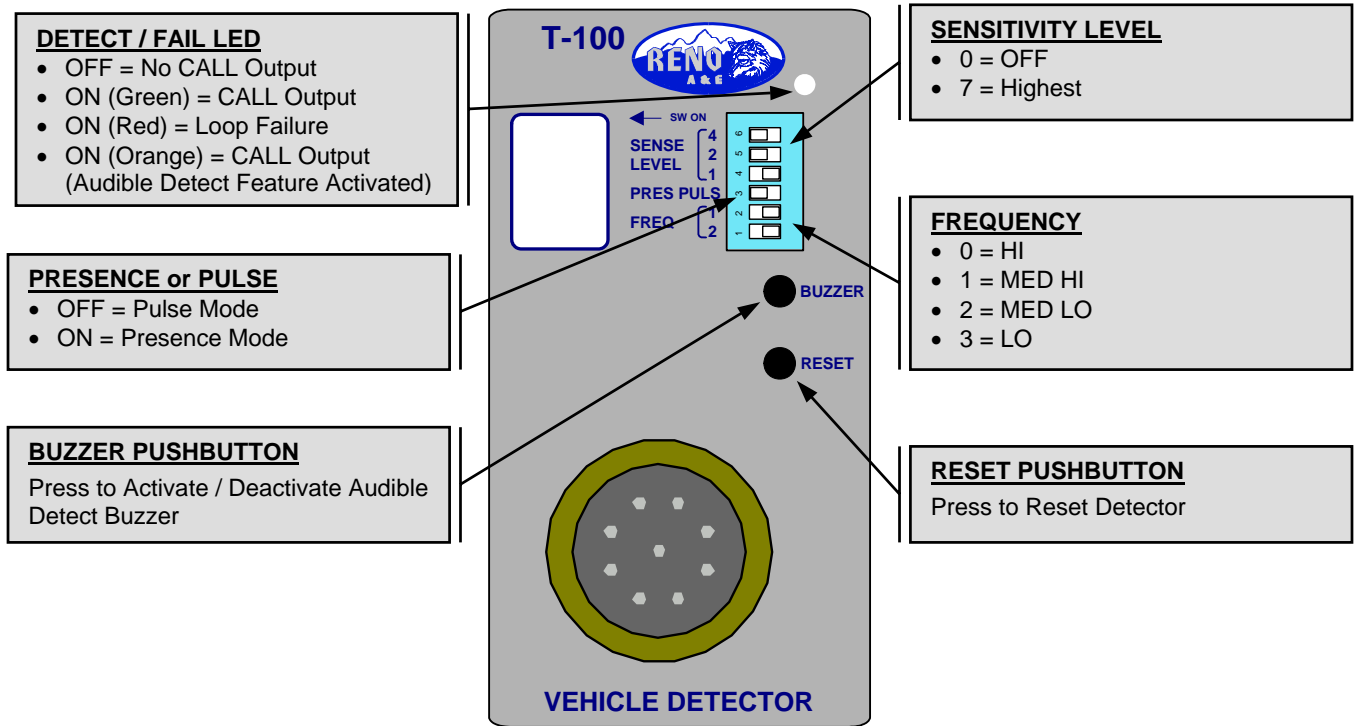 DETECT / FAIL LED
• OFF = No CALL Output
• ON (Green) = CALL Output
• ON (Red) = Loop Failure
• ON (Orange) = CALL Output
(Audible Detect Feature Activated)
PRESENCE or PULSE
• OFF = Pulse Mode
• ON = Presence Mode
BUZZER PUSHBUTTON
Press to Activate / Deactivate Audible
Detect Buzzer
T-100
RENO
A & E
SW ON
SENSE
LEVEL
4
2
1
PRES PULS
FREQ
1
2
6
5
4
3
2
1
BUZZER
RESET
VEHICLE DETECTOR
SENSITIVITY LEVEL
• 0 = OFF
• 7 = Highest
FREQUENCY
• 0 = HI
• 1 = MED HI
• 2 = MED LO
• 3 = LO
RESET PUSHBUTTON
Press to Reset Detector